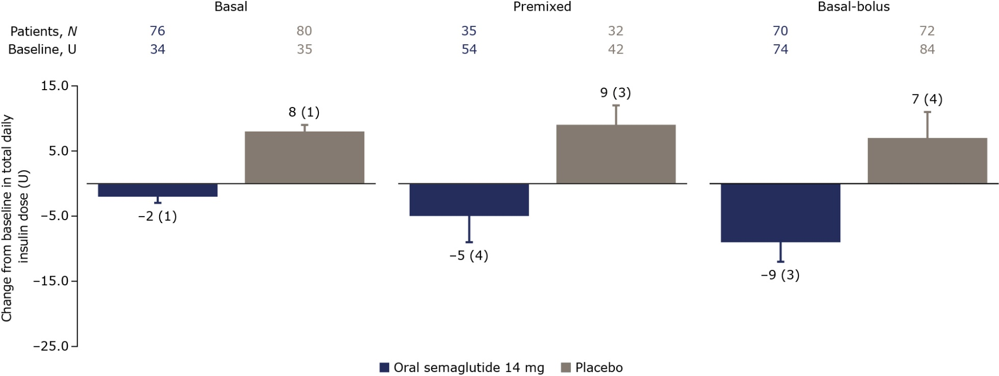 Basal Premixed Basal-bolus
Patients, N 76 80 35 32 70 72
Baseline, U 34 35 54 42 74 84
Change from baseline in total daily
insulin dose (U)
15.0
5.0
−5.0
−15.0
−25.0
−2 (1)
8 (1)
−5 (4)
9 (3)
−9 (3)
7 (4)
Oral semaglutide 14 mg Placebo